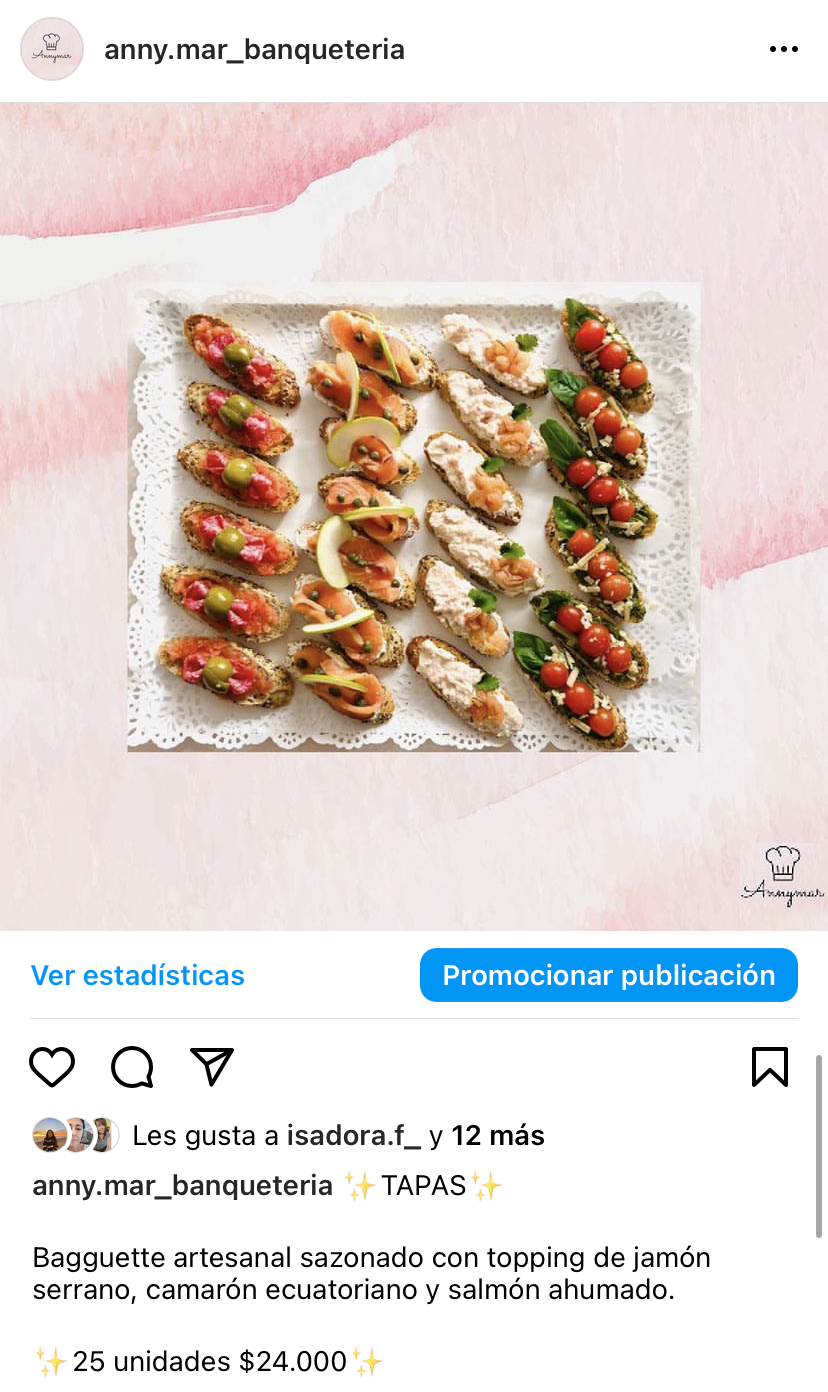 Annymar
anny.mar_banqueteria
Annymar
Ver estadísticas
Promocionar publicación
Les gusta a isadora.f_ y 12 más
anny.mar_banqueteria ✨TAPAS✨
Bagguette artesanal sazonado con topping de jamón
serrano, camarón ecuatoriano y salmón ahumado.
✨25 unidades $24.000✨